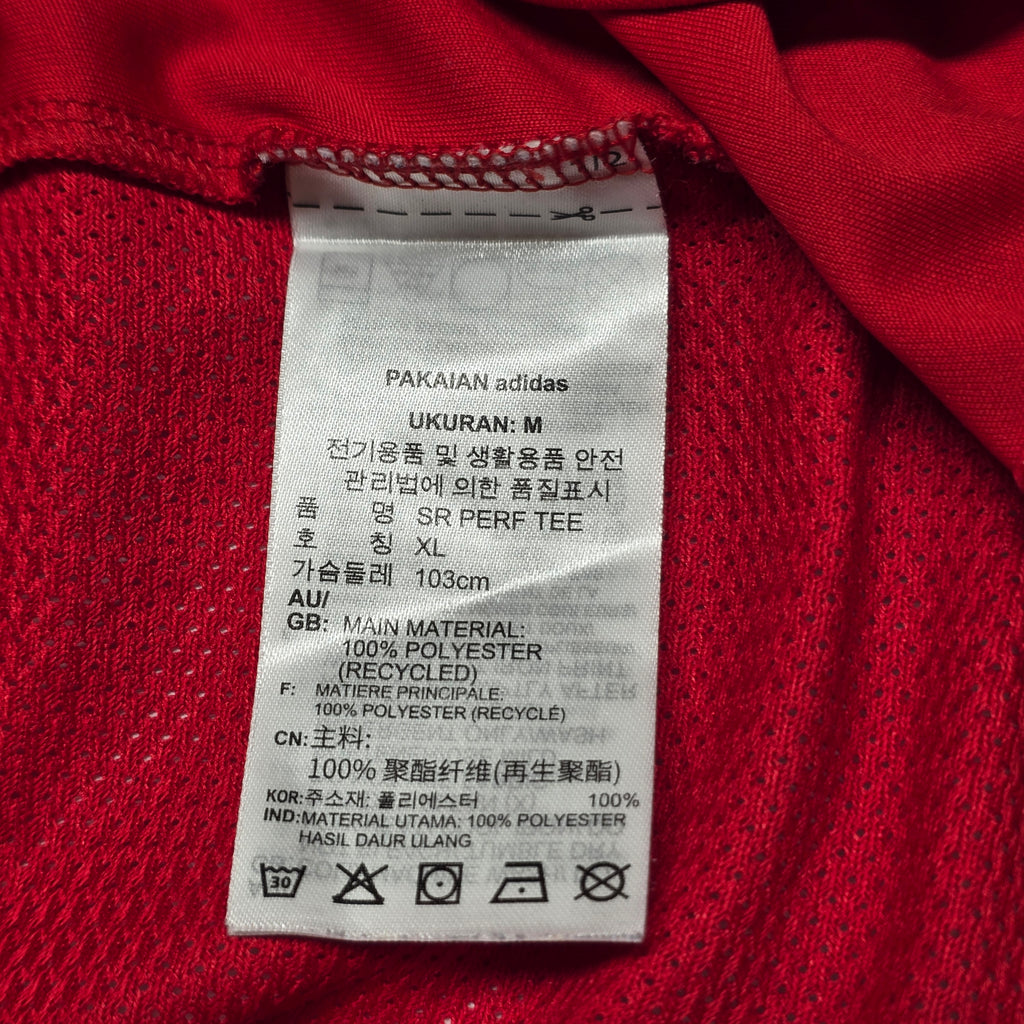 /2
PAKAIAN adidas
UKURAN: M
전기용품 및 생활용품 안전
관리법에 의한 품질표시
품 명 SR PERF TEE
호 칭 XL
가슴둘레 103cm
AU/
GB: MAIN MATERIAL:
100% POLYESTER
(RECYCLED)
F: MATIERE PRINCIPALE:
100% POLYESTER (RECYCLÉ)
CN: 主料:
100% 聚酯纤维(再生聚酯)
KOR: 주소재: 폴리에스터 100%
IND: MATERIAL UTAMA: 100% POLYESTER
HASIL DAUR ULANG
30